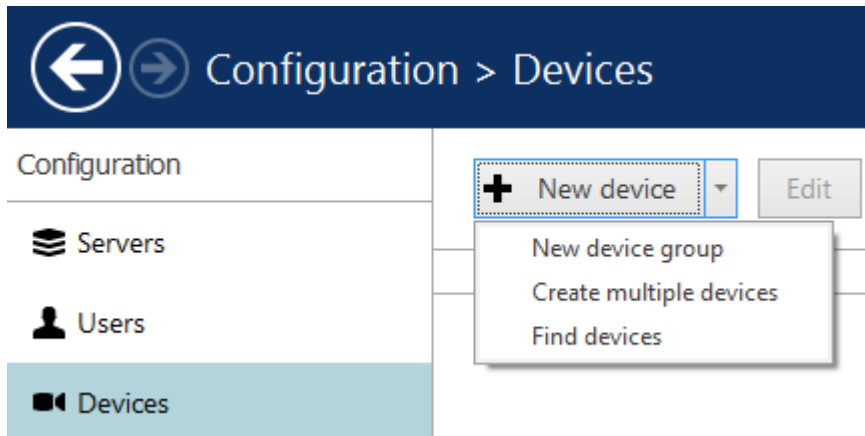 Configuration > Devices
Configuration
Servers
Users
Devices
New device
Edit
New device group
Create multiple devices
Find devices